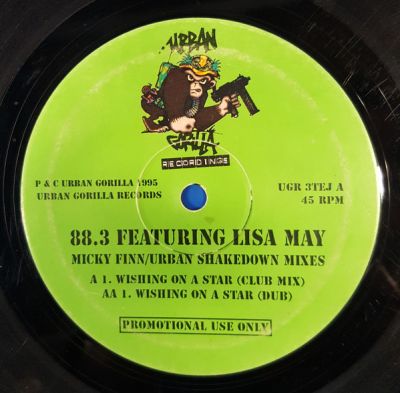 URBAN
GORILLA
RECORDINGS
P & C URBAN GORILLA 1995
URBAN GORILLA RECORDS
UGR 3TEJ A
45 RPM
88.3 FEATURING LISA MAY
MICKY FINN/URBAN SHAKEDOWN MIXES
A 1. WISHING ON A STAR (CLUB MIX)
AA 1. WISHING ON A STAR (DUB)
PROMOTIONAL USE ONLY